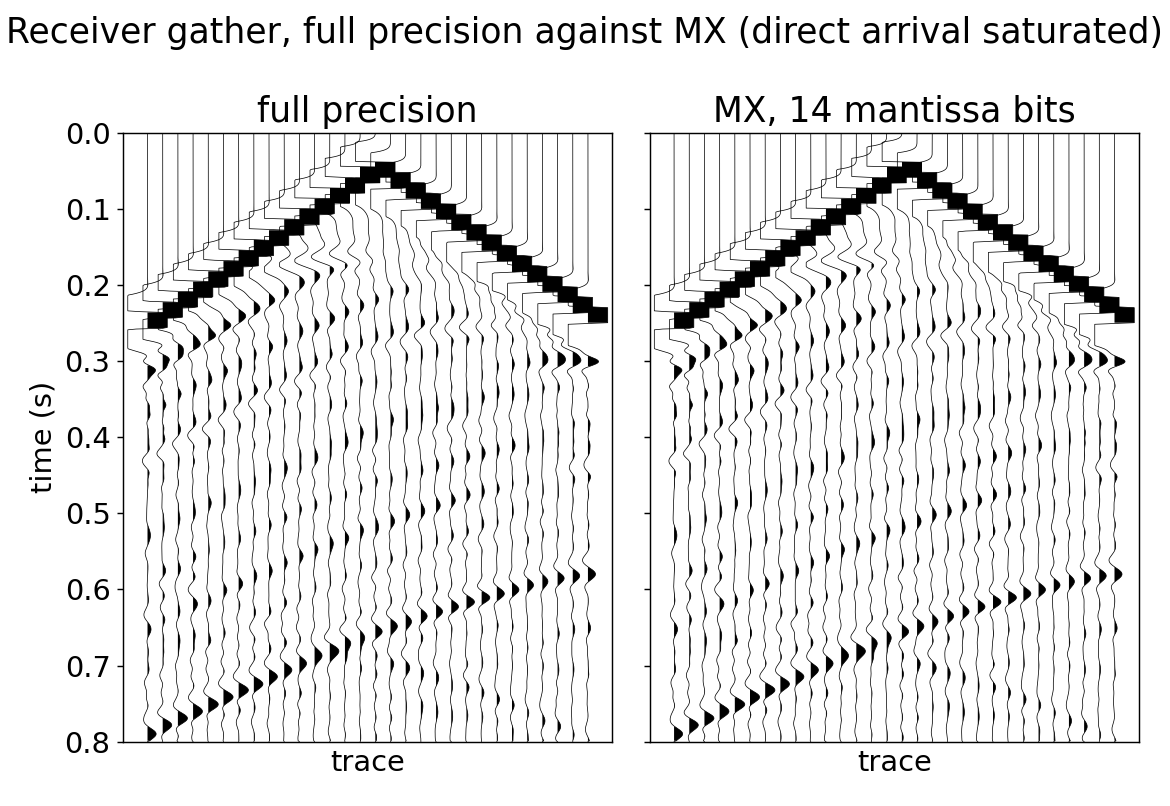 Receiver gather, full precision against MX (direct arrival saturated)
full precision
MX, 14 mantissa bits
0.0
0.1
0.2
0.3
0.4
0.5
0.6
0.7
0.8
time (s)
trace
trace